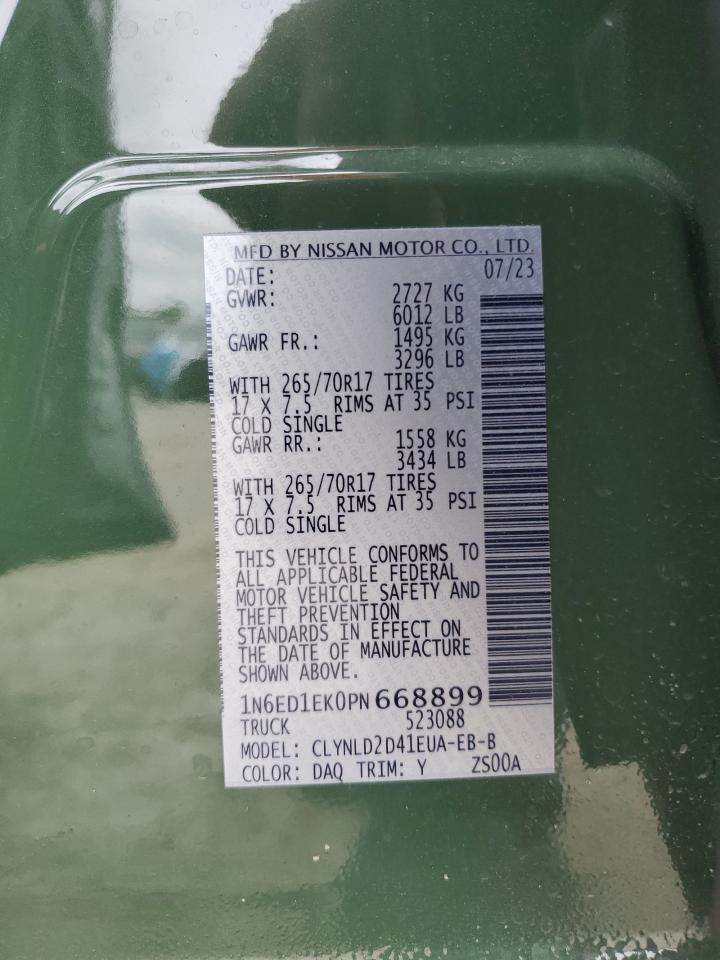 MFD BY NISSAN MOTOR CO., LTD.
DATE: 07/23
GVWR: 2727 KG
6012 LB
GAWR FR.: 1495 KG
3296 LB
WITH 265/70R17 TIRES
17 X 7.5 RIMS AT 35 PSI
COLD SINGLE
GAWR RR.: 1558 KG
3434 LB
WITH 265/70R17 TIRES
17 X 7.5 RIMS AT 35 PSI
COLD SINGLE
THIS VEHICLE CONFORMS TO
ALL APPLICABLE FEDERAL
MOTOR VEHICLE SAFETY AND
THEFT PREVENTION
STANDARDS IN EFFECT ON
THE DATE OF MANUFACTURE
SHOWN ABOVE.
1N6ED1EK0PN668899
TRUCK 523088
MODEL: CLYNLD2D41EUA-EB-B
COLOR: DAQ TRIM: Y ZS00A